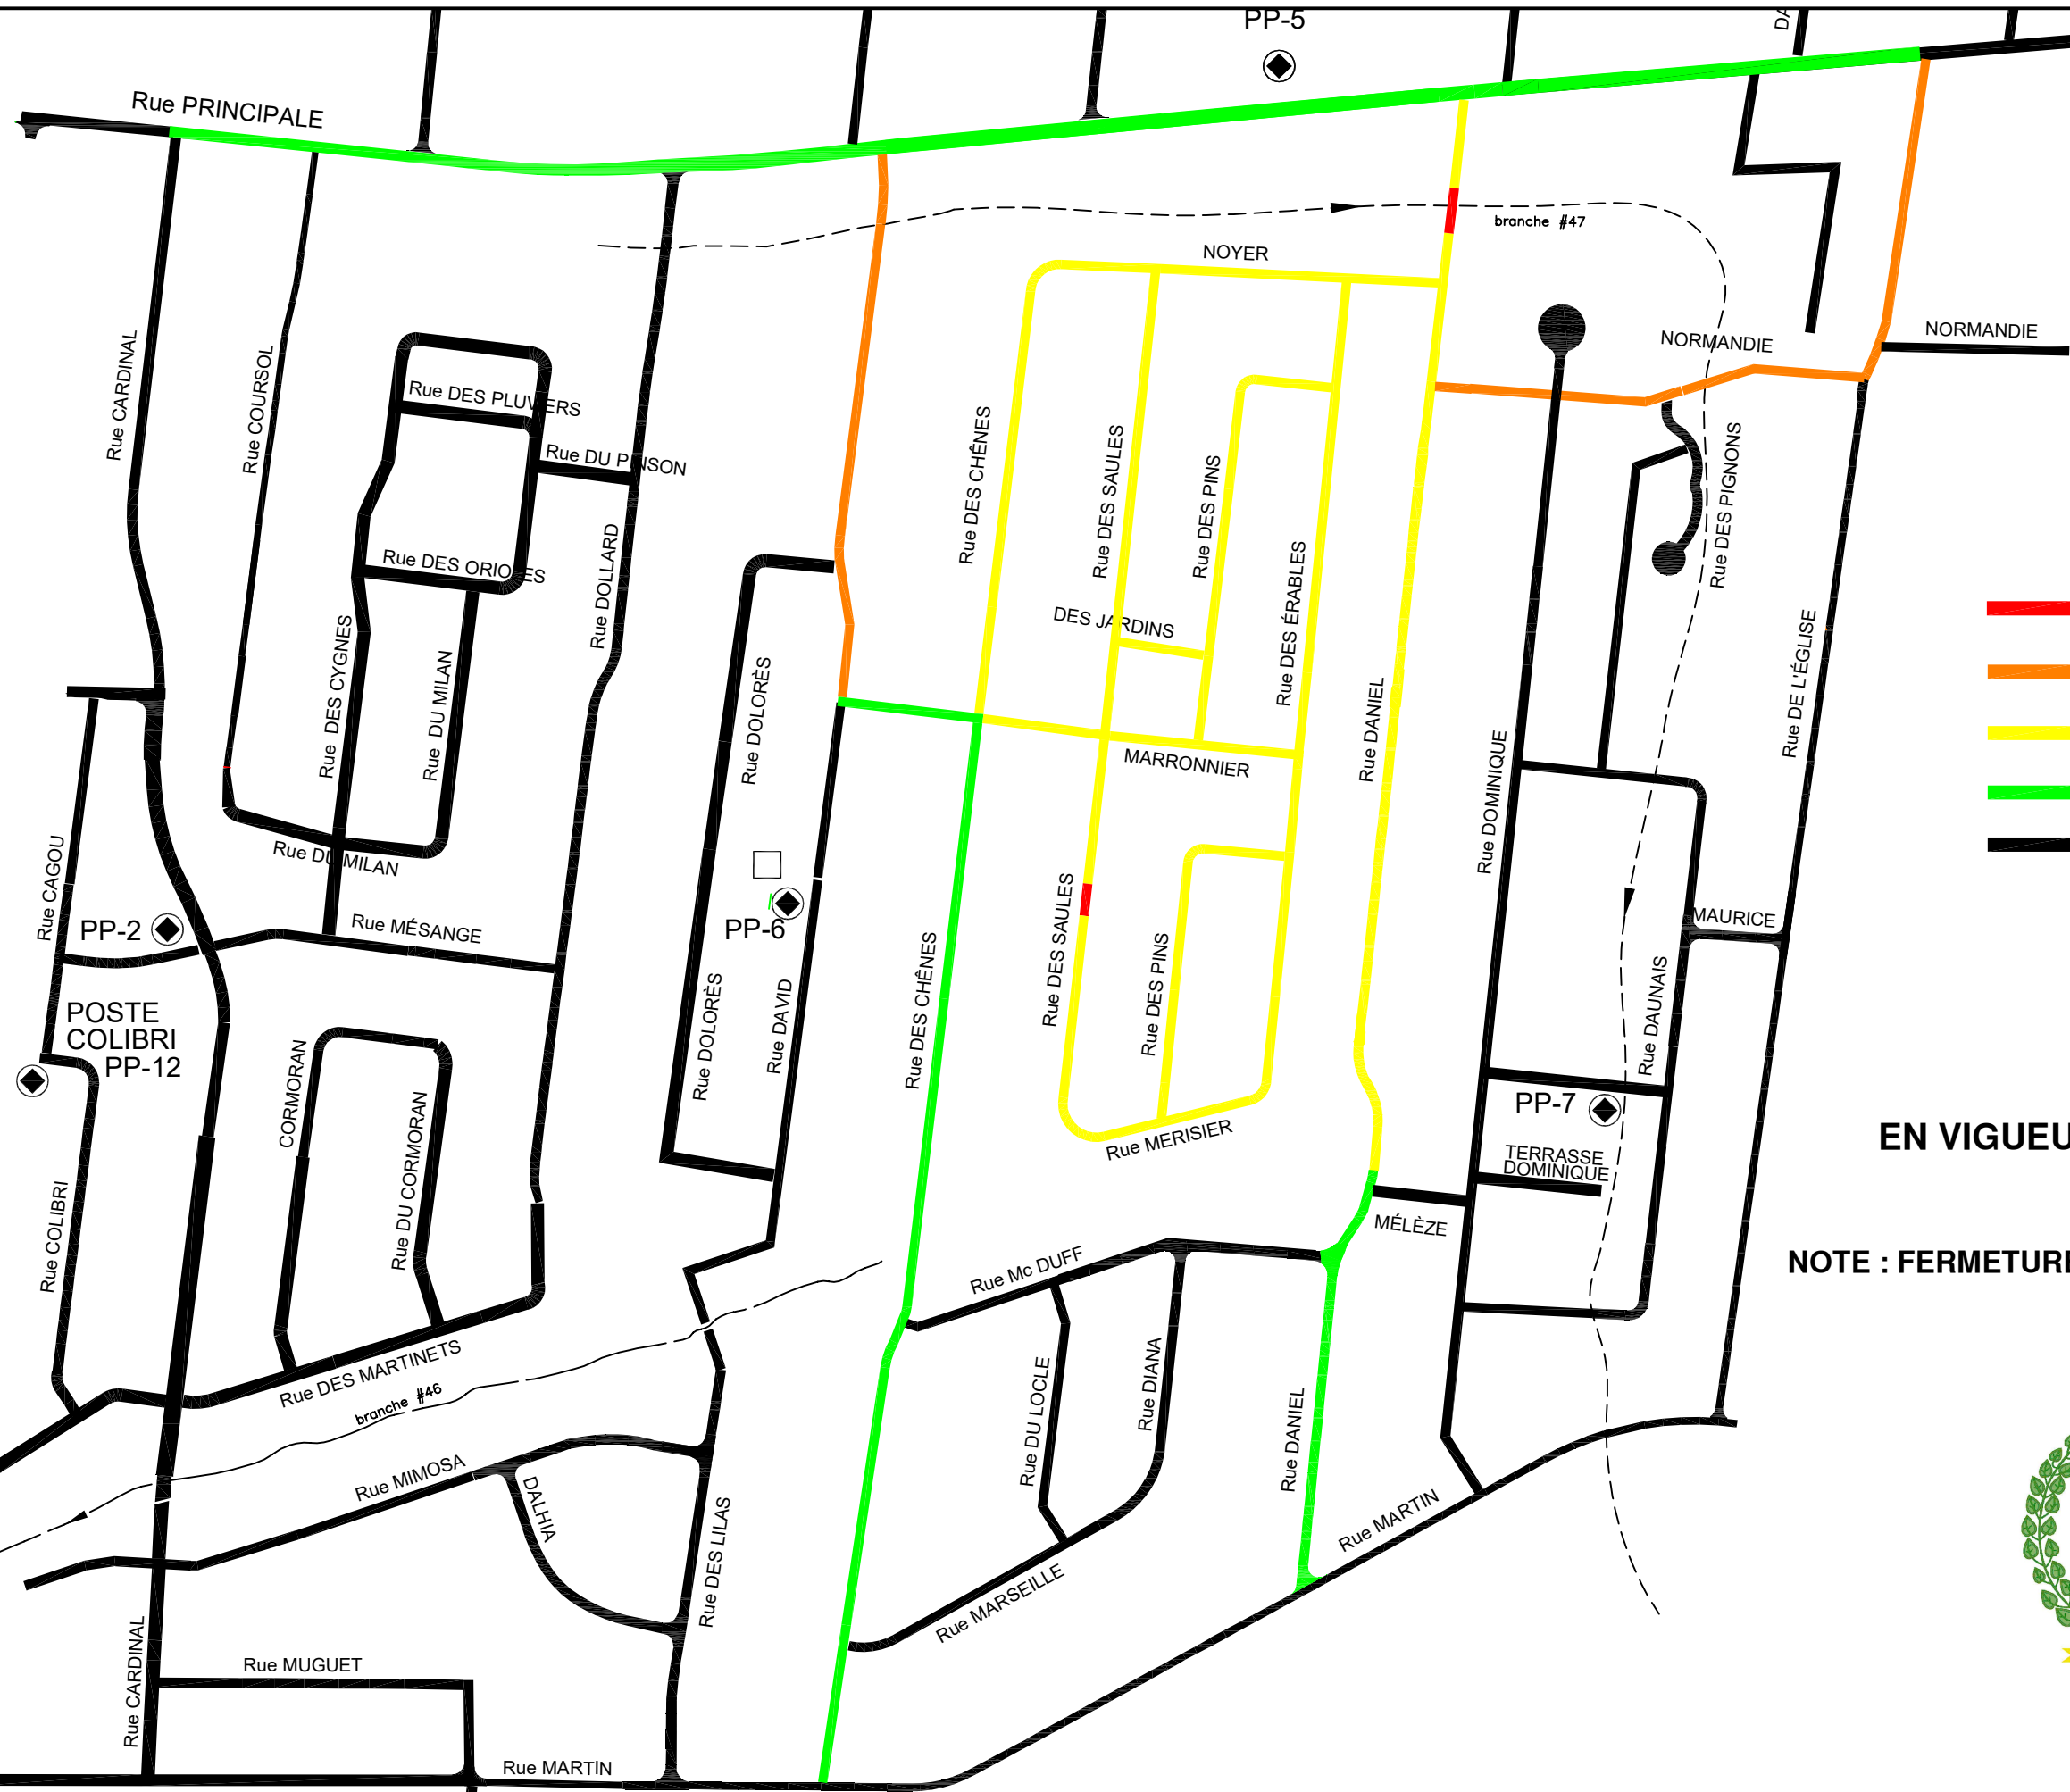 PP-5
Rue PRINCIPALE
branche #47
NOYER
NORMANDIE
NORMANDIE
Rue CARDINAL
Rue COURSOL
Rue DES PLUVIERS
Rue DU PINSON
Rue DES ORIOLES
Rue DOLLARD
Rue DES CHÊNES
Rue DES SAULES
Rue DES PINS
Rue DES ÉRABLES
DES JARDINS
Rue DES PIGNONS
Rue DES CYGNES
Rue DU MILAN
Rue DOLORÈS
Rue DANIEL
MARRONNIER
Rue DOMINIQUE
Rue DE L'ÉGLISE
Rue DU MILAN
Rue CAGOU
PP-2
Rue MÉSANGE
PP-6
MAURICE
POSTE
COLIBRI
PP-12
CORMORAN
Rue DU CORMORAN
Rue DOLORÈS
Rue DAVID
Rue DES CHÊNES
Rue DES SAULES
Rue DES PINS
Rue MERISIER
Rue DAUNAIS
PP-7
TERRASSE
DOMINIQUE
EN VIGUEU
MÉLÈZE
Rue COLIBRI
Rue Mc DUFF
NOTE : FERMETURE
Rue DES MARTINETS
branche #46
Rue DU LOCLE
Rue DIANA
Rue DANIEL
Rue MIMOSA
DALHIA
Rue DES LILAS
Rue MARTIN
Rue MARSEILLE
Rue CARDINAL
Rue MUGUET
Rue MARTIN